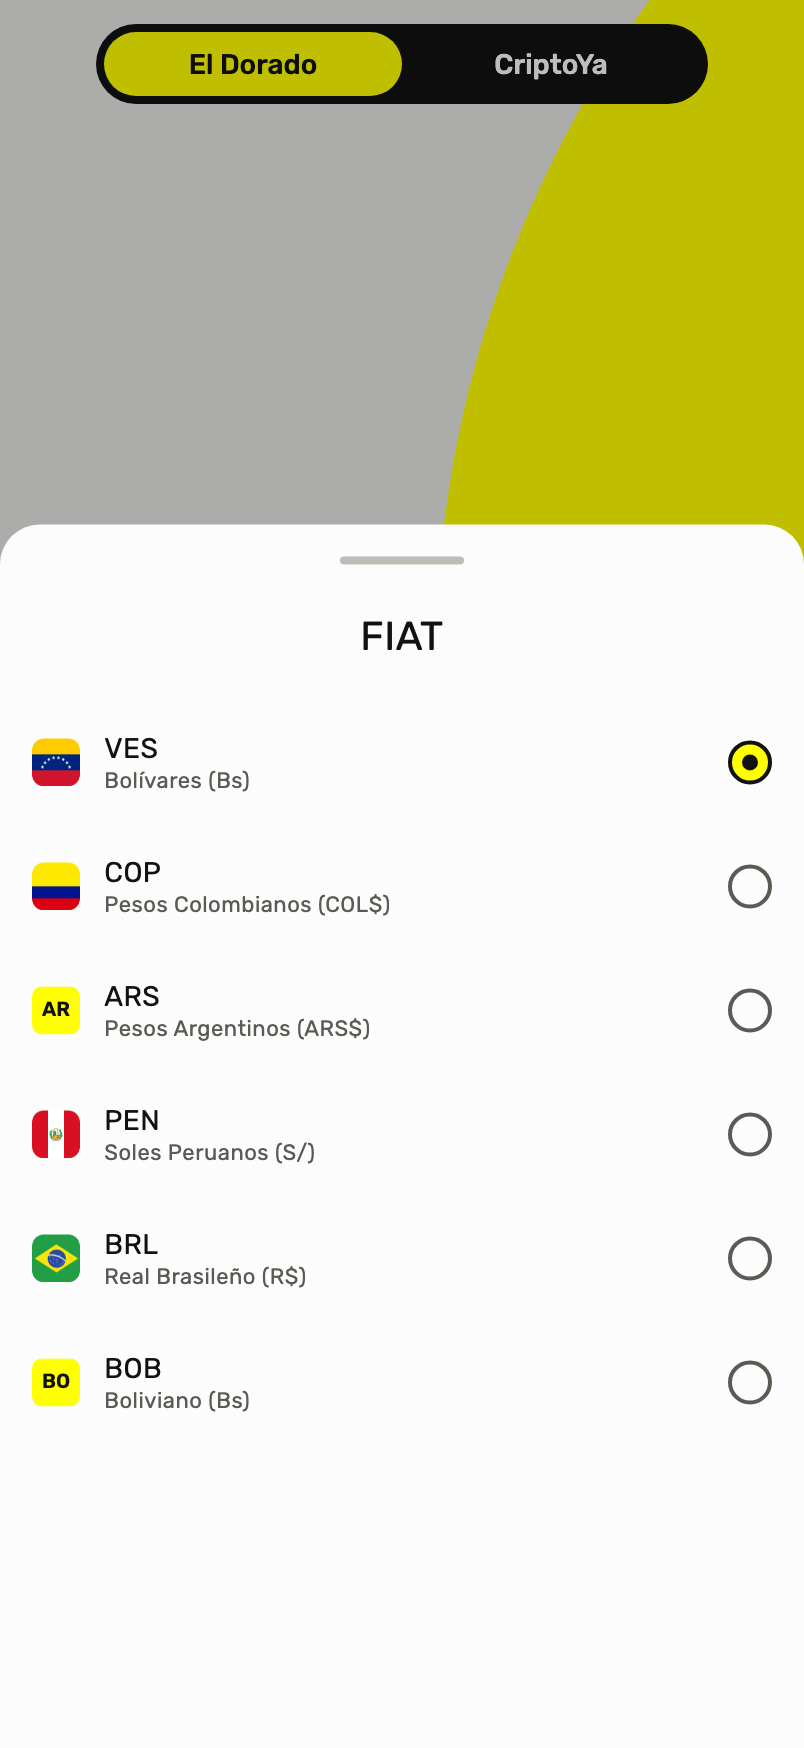 El Dorado
CriptoYa
FIAT
VES
Bolívares (Bs)
COP
Pesos Colombianos (COL$)
AR
ARS
Pesos Argentinos (ARS$)
PEN
Soles Peruanos (S/)
BRL
Real Brasileño (R$)
BO
BOB
Boliviano (Bs)